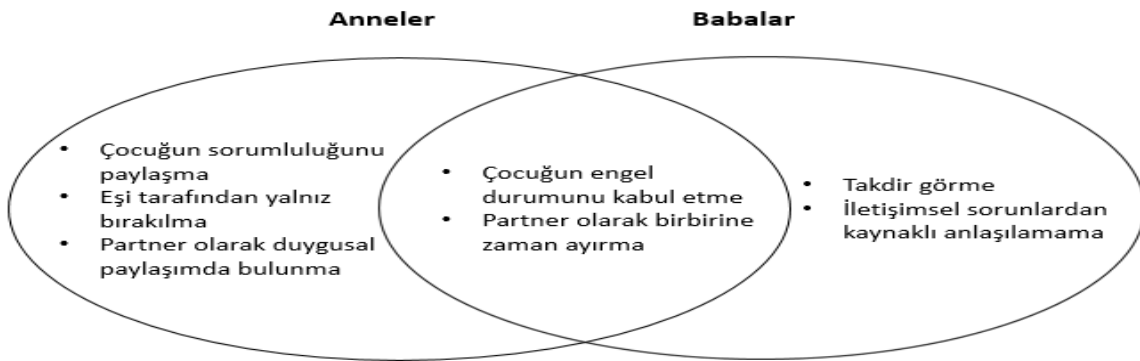 Anneler
Babalar
• Çocuğun sorumluluğunu
paylaşma
• Eşi tarafından yalnız
bırakılma
• Partner olarak duygusal
paylaşımda bulunma
• Çocuğun engel
durumunu kabul etme
• Partner olarak birbirine
zaman ayırma
• Takdir görme
• İletişimsel sorunlardan
kaynaklı anlaşılamama